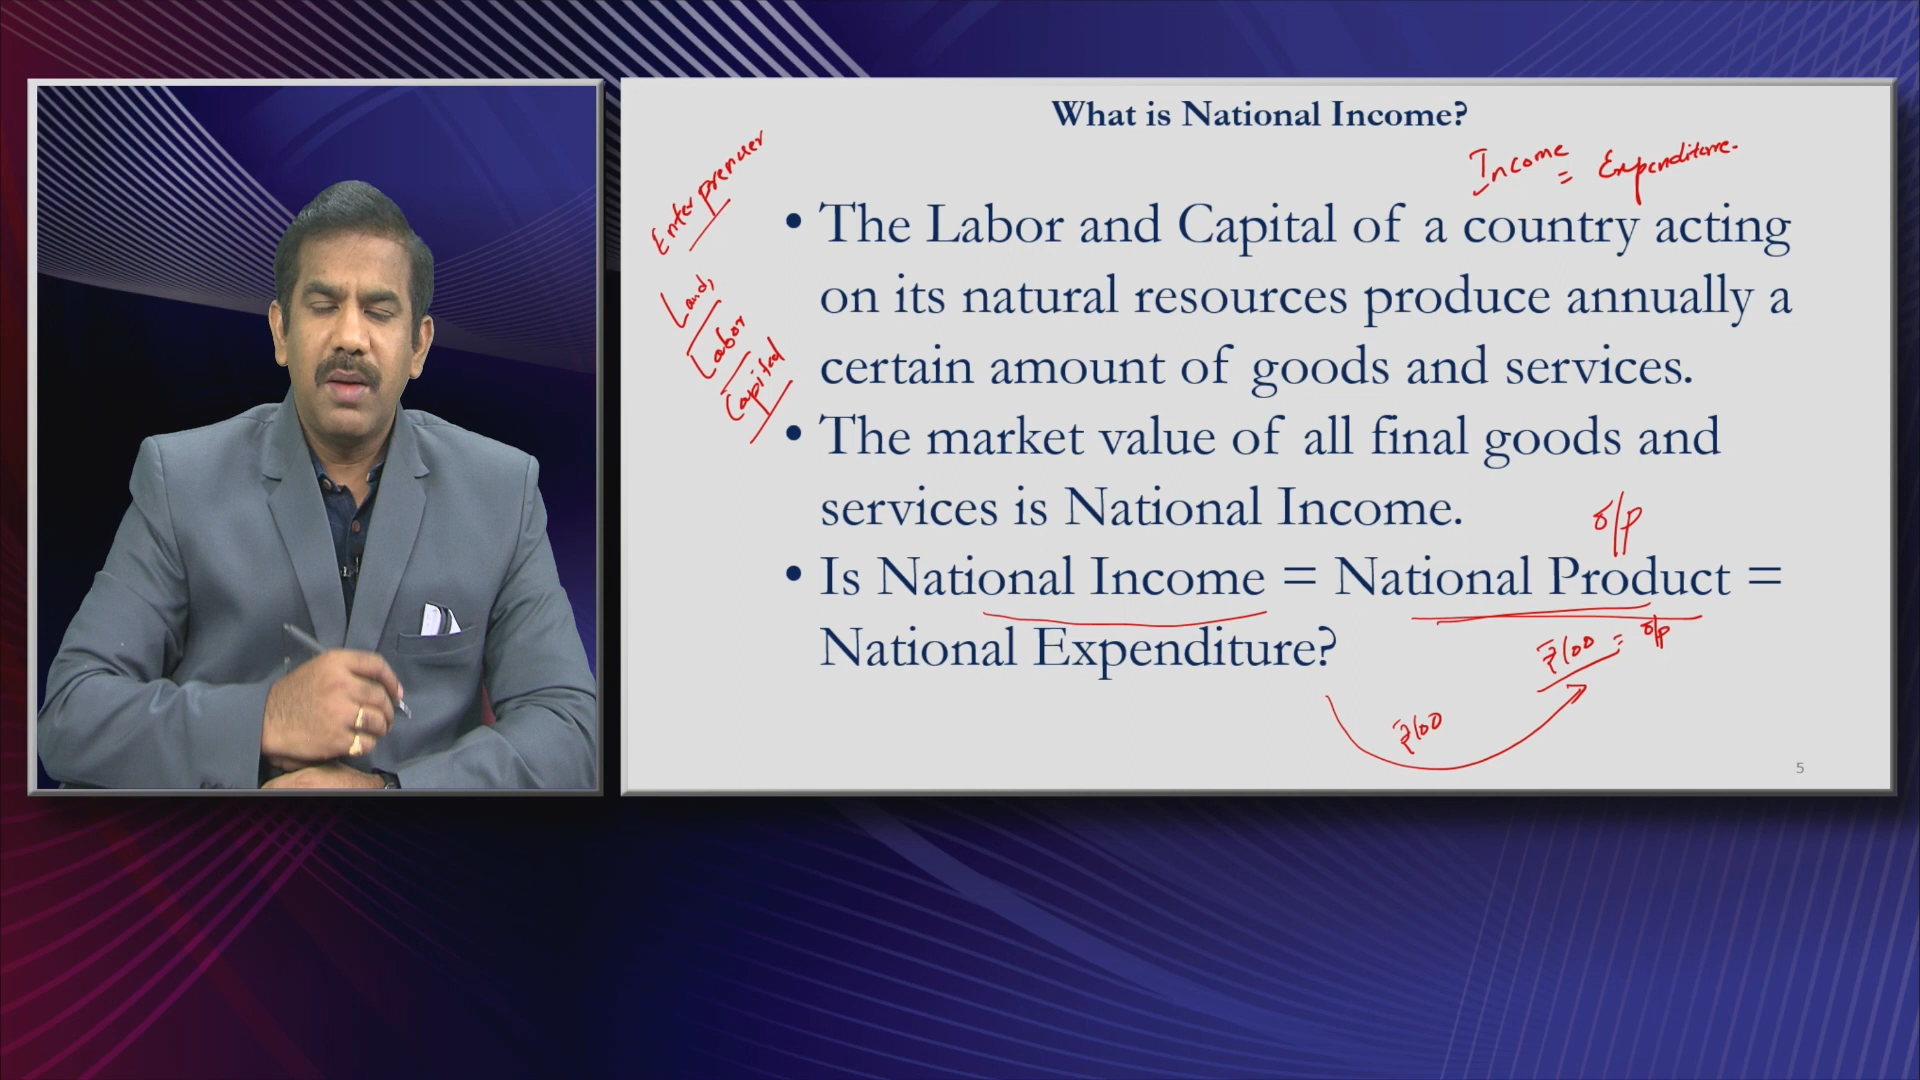 What is National Income?
Income = Expenditure.
Enterprenuer
Land,
Labor
Capital
• The Labor and Capital of a country acting
on its natural resources produce annually a
certain amount of goods and services.
• The market value of all final goods and
services is National Income.
o/p
• Is National Income = National Product =
National Expenditure?
₹100 = o/p
₹100
5